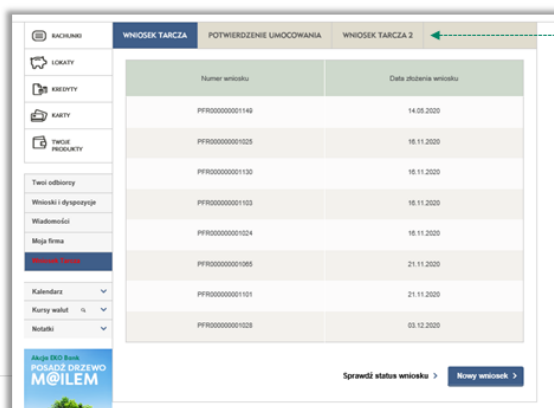 RACHUNKI
LOKATY
KREDYTY
KARTY
TWOJE
PRODUKTY
Twoi odbiorcy
Wnioski i dyspozycje
Wiadomości
Moja firma
Wniosek Tarcza
Kalendarz
Kursy walut
Notatki
Akcja EKO Bank
POSADŹ DRZEWO
M@ILEM
WNIOSEK TARCZA POTWIERDZENIE UMOCOWANIA WNIOSEK TARCZA 2
Numer wniosku Data złożenia wniosku
PFR000000001149 14.05.2020
PFR000000001025 16.11.2020
PFR000000001130 16.11.2020
PFR000000001103 16.11.2020
PFR000000001024 16.11.2020
PFR000000001065 21.11.2020
PFR000000001101 21.11.2020
PFR000000001028 03.12.2020
Sprawdź status wniosku > Nowy wniosek >